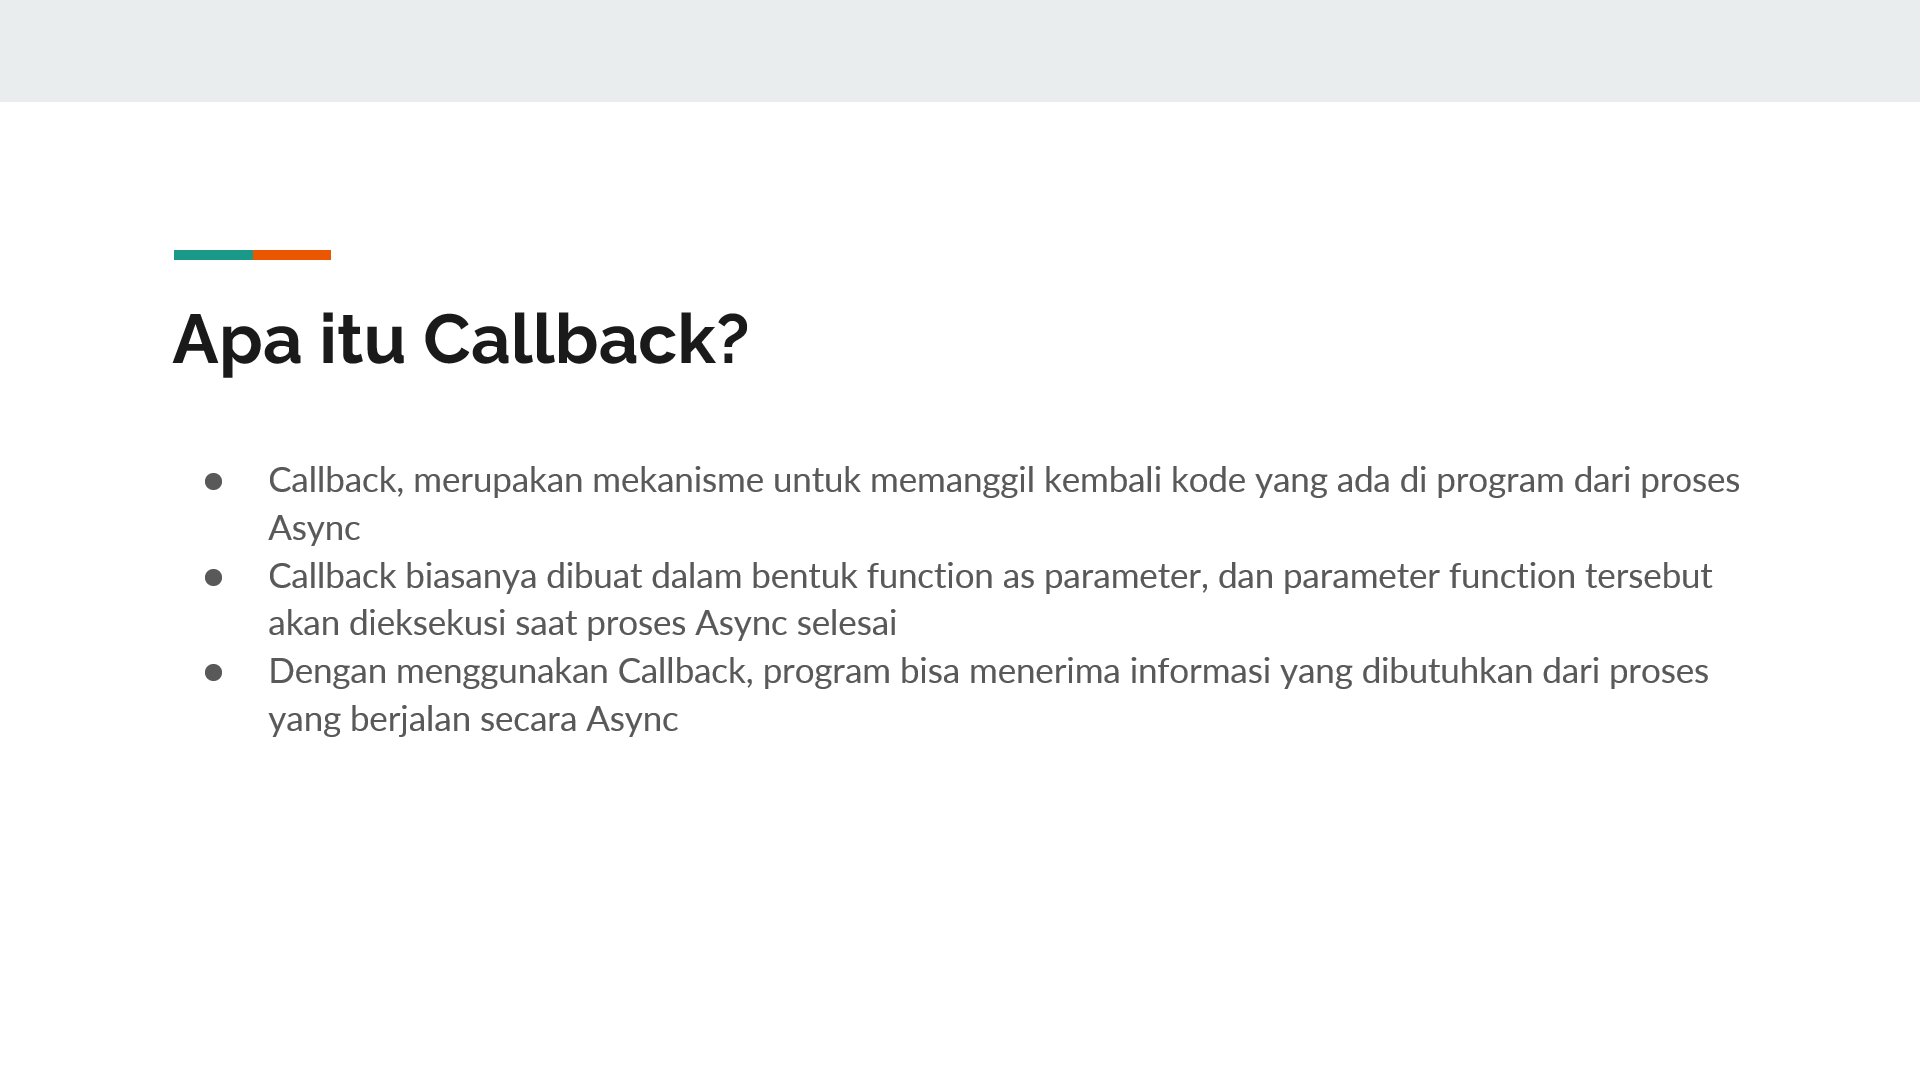 Apa itu Callback?
● Callback, merupakan mekanisme untuk memanggil kembali kode yang ada di program dari proses
Async
● Callback biasanya dibuat dalam bentuk function as parameter, dan parameter function tersebut
akan dieksekusi saat proses Async selesai
● Dengan menggunakan Callback, program bisa menerima informasi yang dibutuhkan dari proses
yang berjalan secara Async